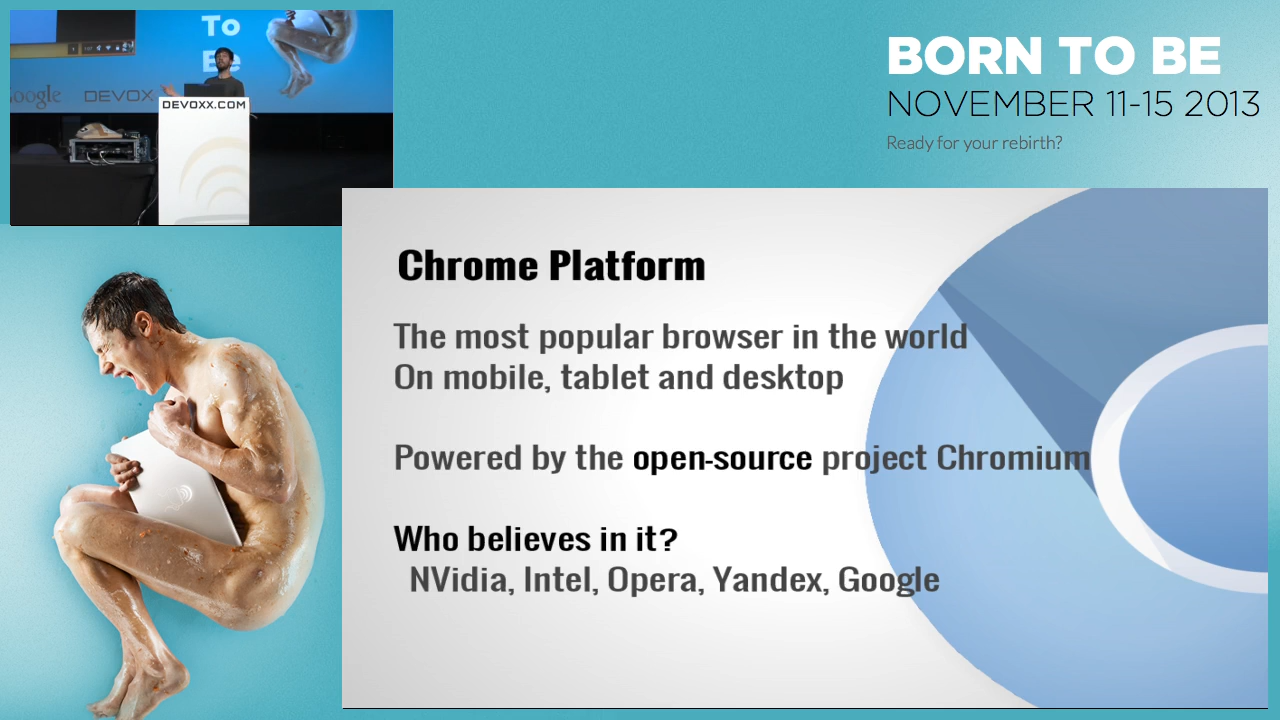 To
Be
Google
DEVOXX
DEVOXX.COM
BORN TO BE
NOVEMBER 11-15 2013
Ready for your rebirth?
Chrome Platform
The most popular browser in the world
On mobile, tablet and desktop
Powered by the open-source project Chromium
Who believes in it?
NVidia, Intel, Opera, Yandex, Google